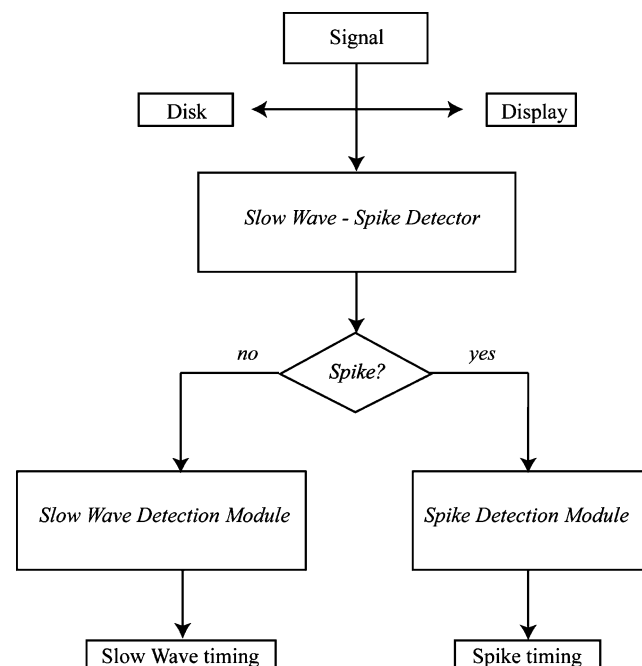 Signal
Disk
Display
Slow Wave - Spike Detector
no
yes
Spike?
Slow Wave Detection Module
Spike Detection Module
Slow Wave timing
Spike timing